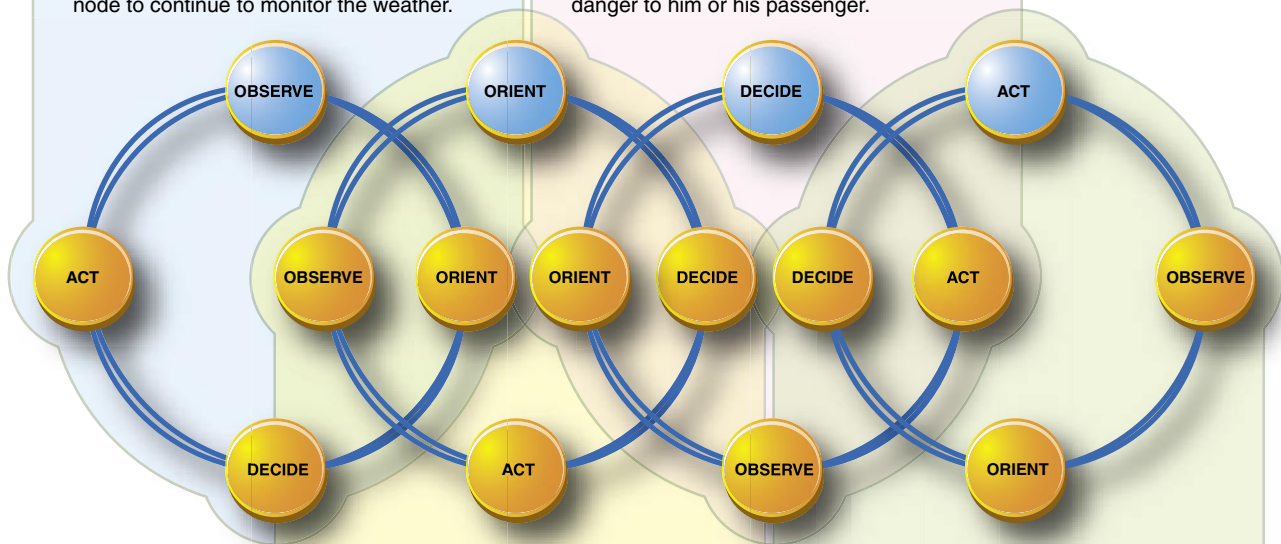 node to continue to monitor the weather.
danger to him or his passenger.
OBSERVE
ORIENT
DECIDE
ACT
ACT
OBSERVE
ORIENT
ORIENT
DECIDE
DECIDE
ACT
OBSERVE
DECIDE
ACT
OBSERVE
ORIENT